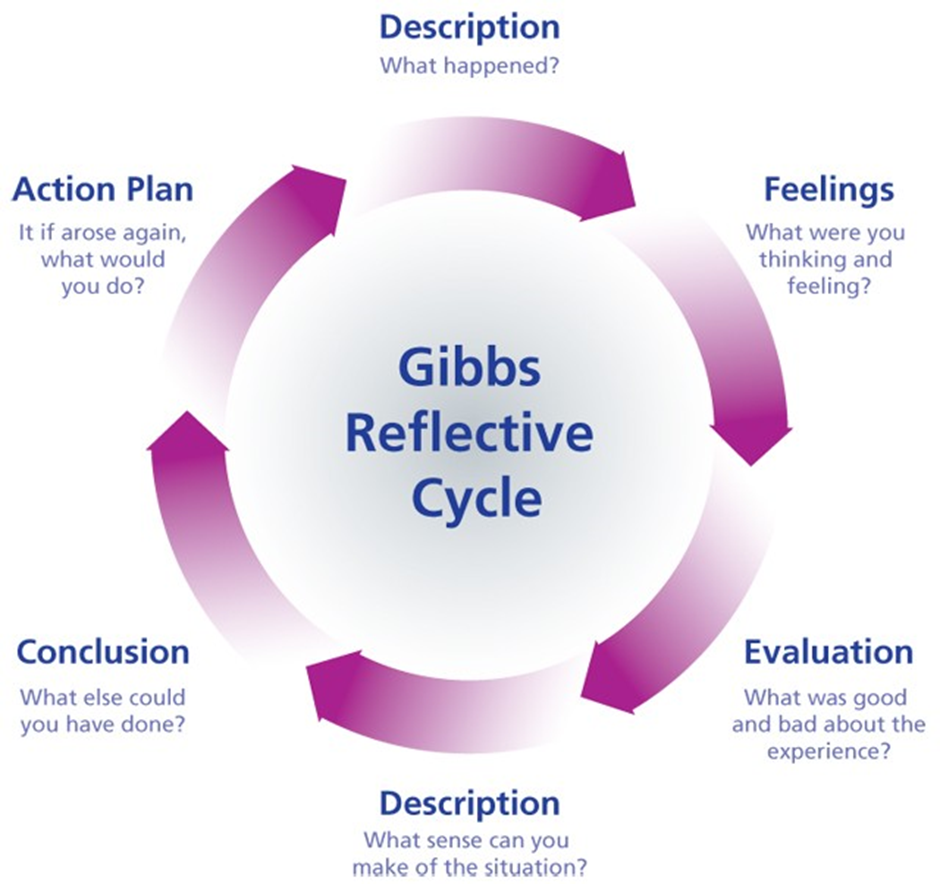 Description
What happened?
Feelings
What were you
thinking and
feeling?
Evaluation
What was good
and bad about the
experience?
Description
What sense can you
make of the situation?
Conclusion
What else could
you have done?
Action Plan
It if arose again,
what would
you do?
Gibbs
Reflective
Cycle